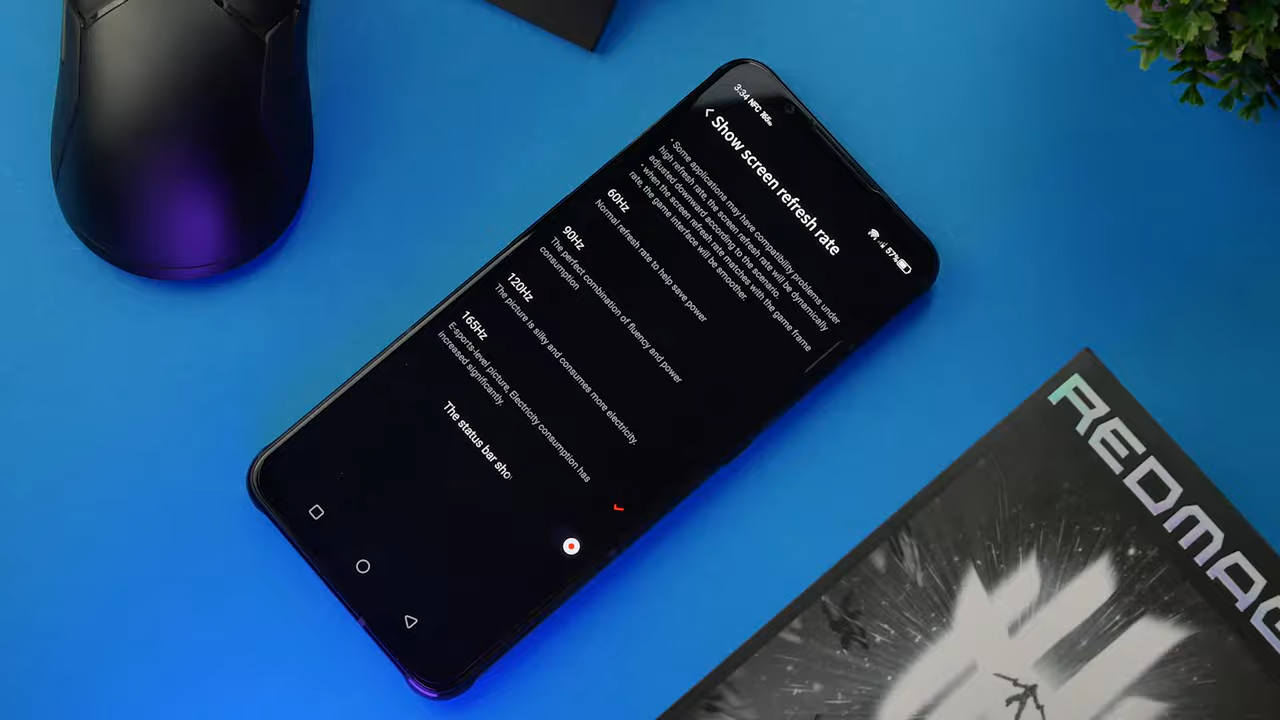 3:34 NFC
57%
Show screen refresh rate
• Some applications may have compatibility problems under
high refresh rate, the screen refresh rate will be dynamically
adjusted downward according to the scenario.
• when the screen refresh rate matches with the game frame
rate, the game interface will be smoother.
60Hz
Normal refresh rate to help save power
90Hz
The perfect combination of fluency and power
consumption
120Hz
The picture is silky and consumes more electricity.
165Hz
E-sports-level picture, Electricity consumption has
increased significantly.
The status bar sho
REDMAG